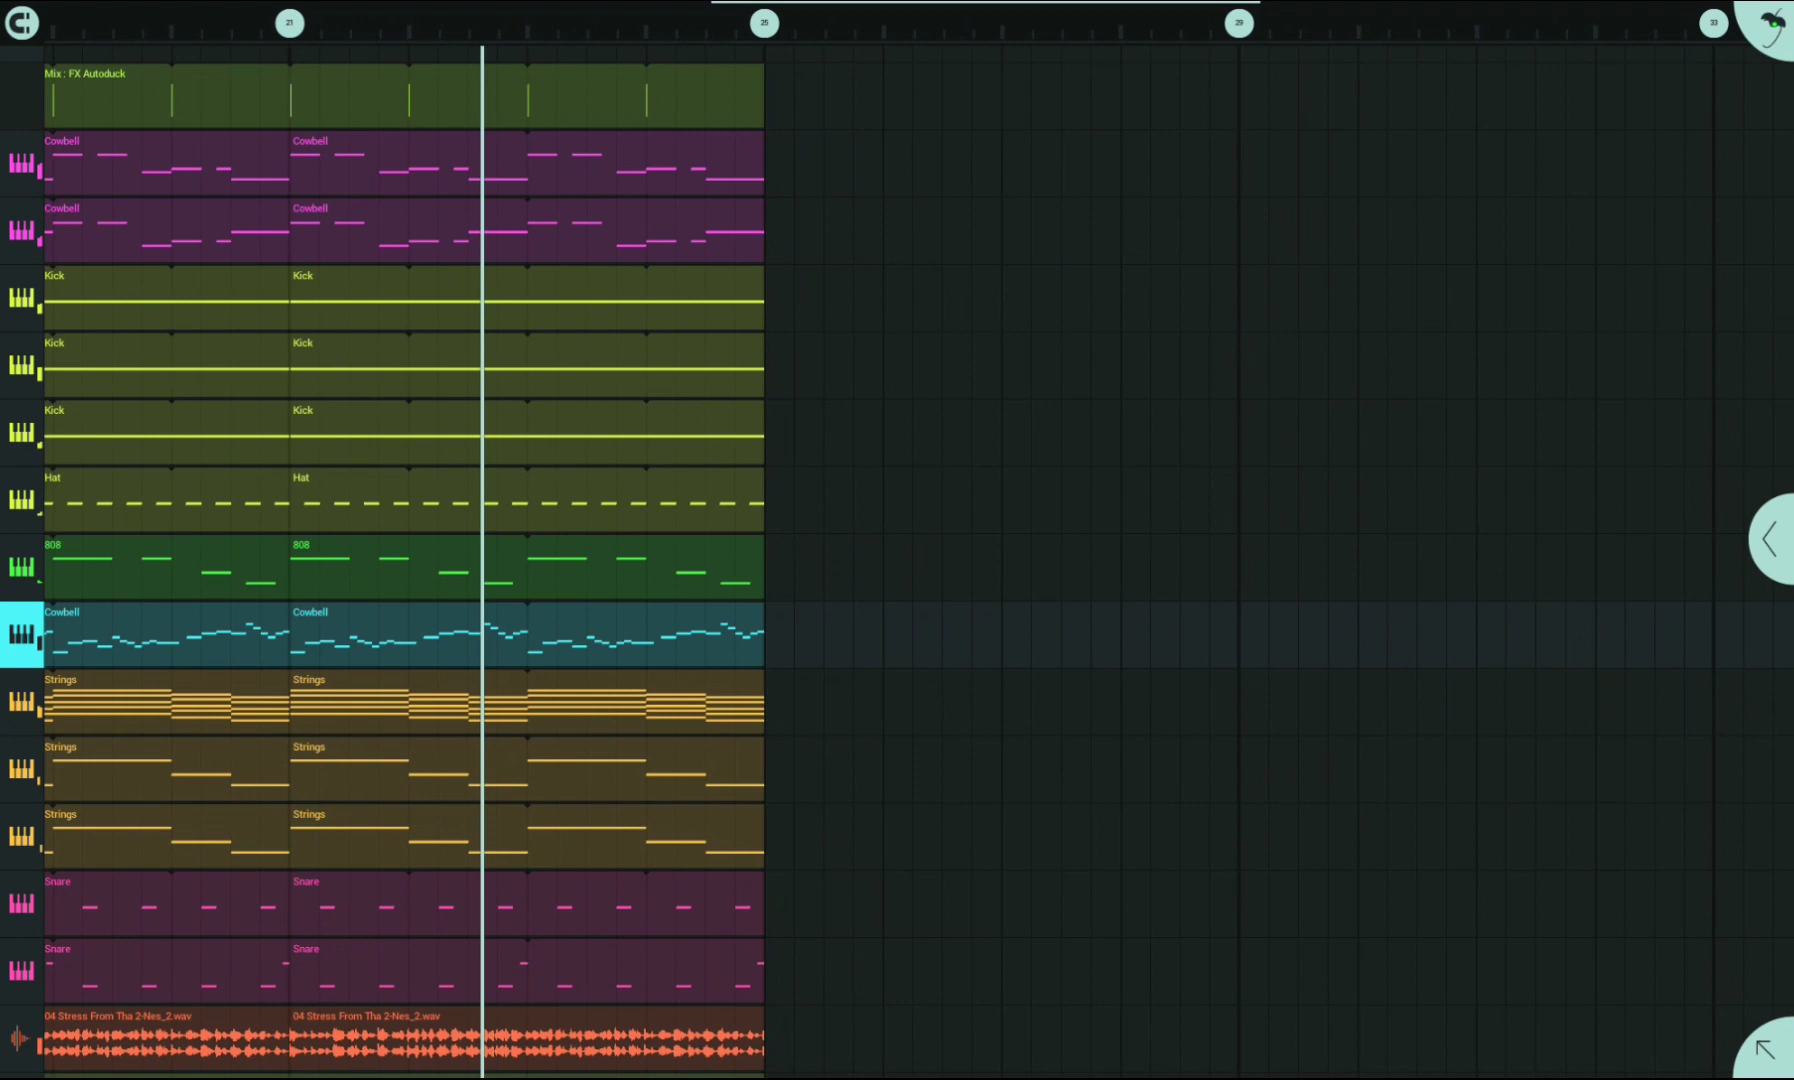 21
25
29
33
Mix : FX Autoduck
Cowbell Cowbell
Cowbell Cowbell
Kick Kick
Kick Kick
Kick Kick
Hat Hat
808 808
Cowbell Cowbell
Strings Strings
Strings Strings
Strings Strings
Snare Snare
Snare Snare
04 Stress From Tha 2-Nes_2.wav 04 Stress From Tha 2-Nes_2.wav